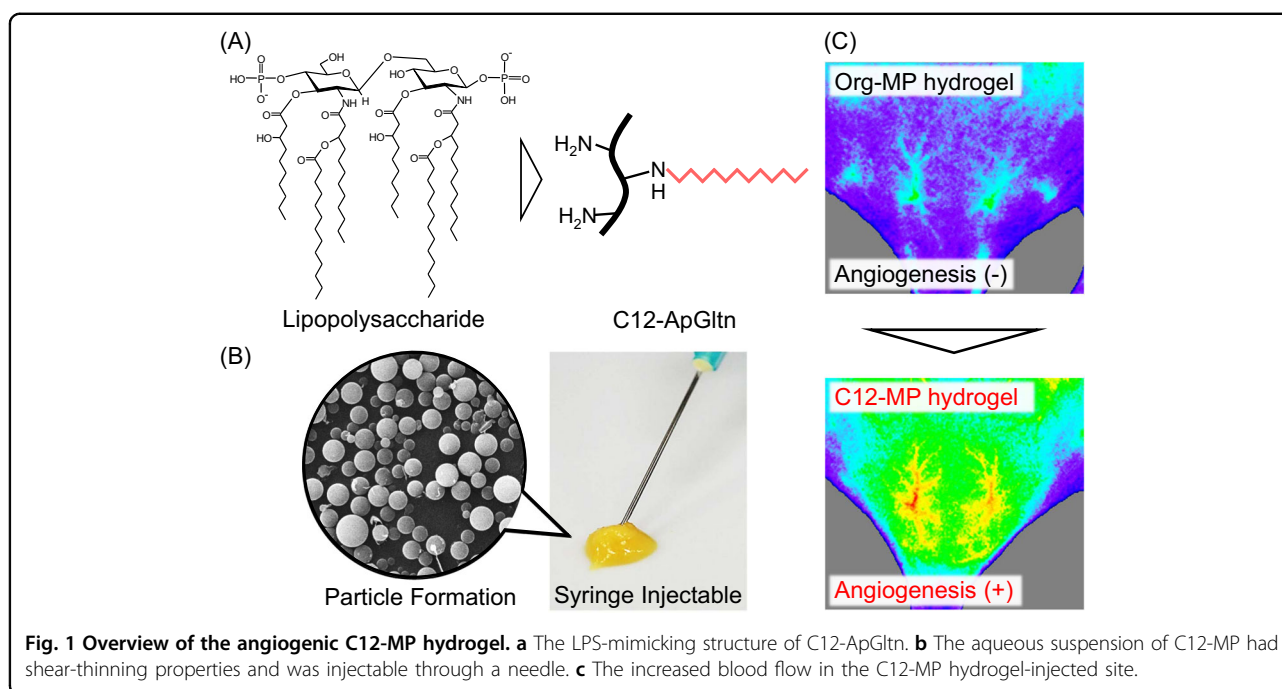 (A)
O
HO P O
O-
HO
O
O
O
HO
O
O
HO
O
O
NH
H
O
O
O
O
HO
O
O
NH
O
O
O
O-
P O
OH
H2N
N
H
H2N
Lipopolysaccharide
C12-ApGltn
(B)
Particle Formation
Syringe Injectable
(C)
Org-MP hydrogel
Angiogenesis (-)
C12-MP hydrogel
Angiogenesis (+)
Fig. 1 Overview of the angiogenic C12-MP hydrogel. a The LPS-mimicking structure of C12-ApGltn. b The aqueous suspension of C12-MP had
shear-thinning properties and was injectable through a needle. c The increased blood flow in the C12-MP hydrogel-injected site.